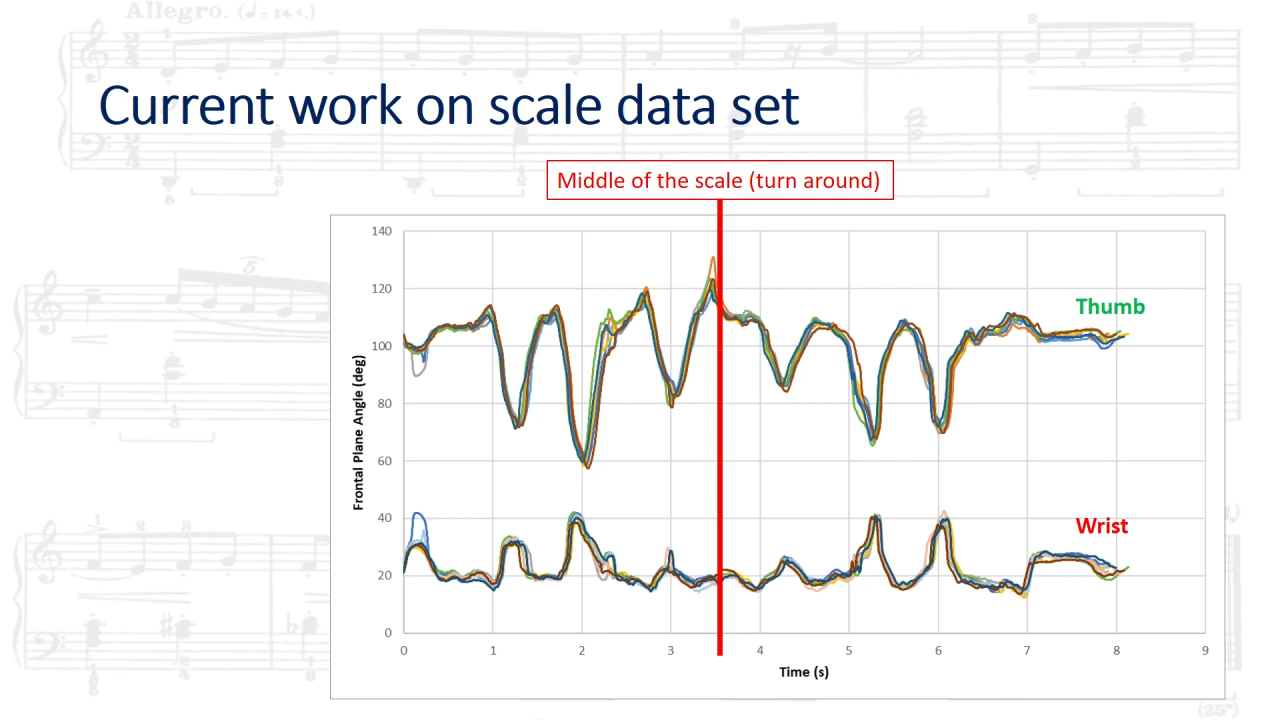 Allegro. (♩ = 144.)
Current work on scale data set
Middle of the scale (turn around)
140
120
100
80
60
40
20
0
Frontal Plane Angle (deg)
Thumb
Wrist
0 1 2 3 4 5 6 7 8 9
Time (s)
(25")